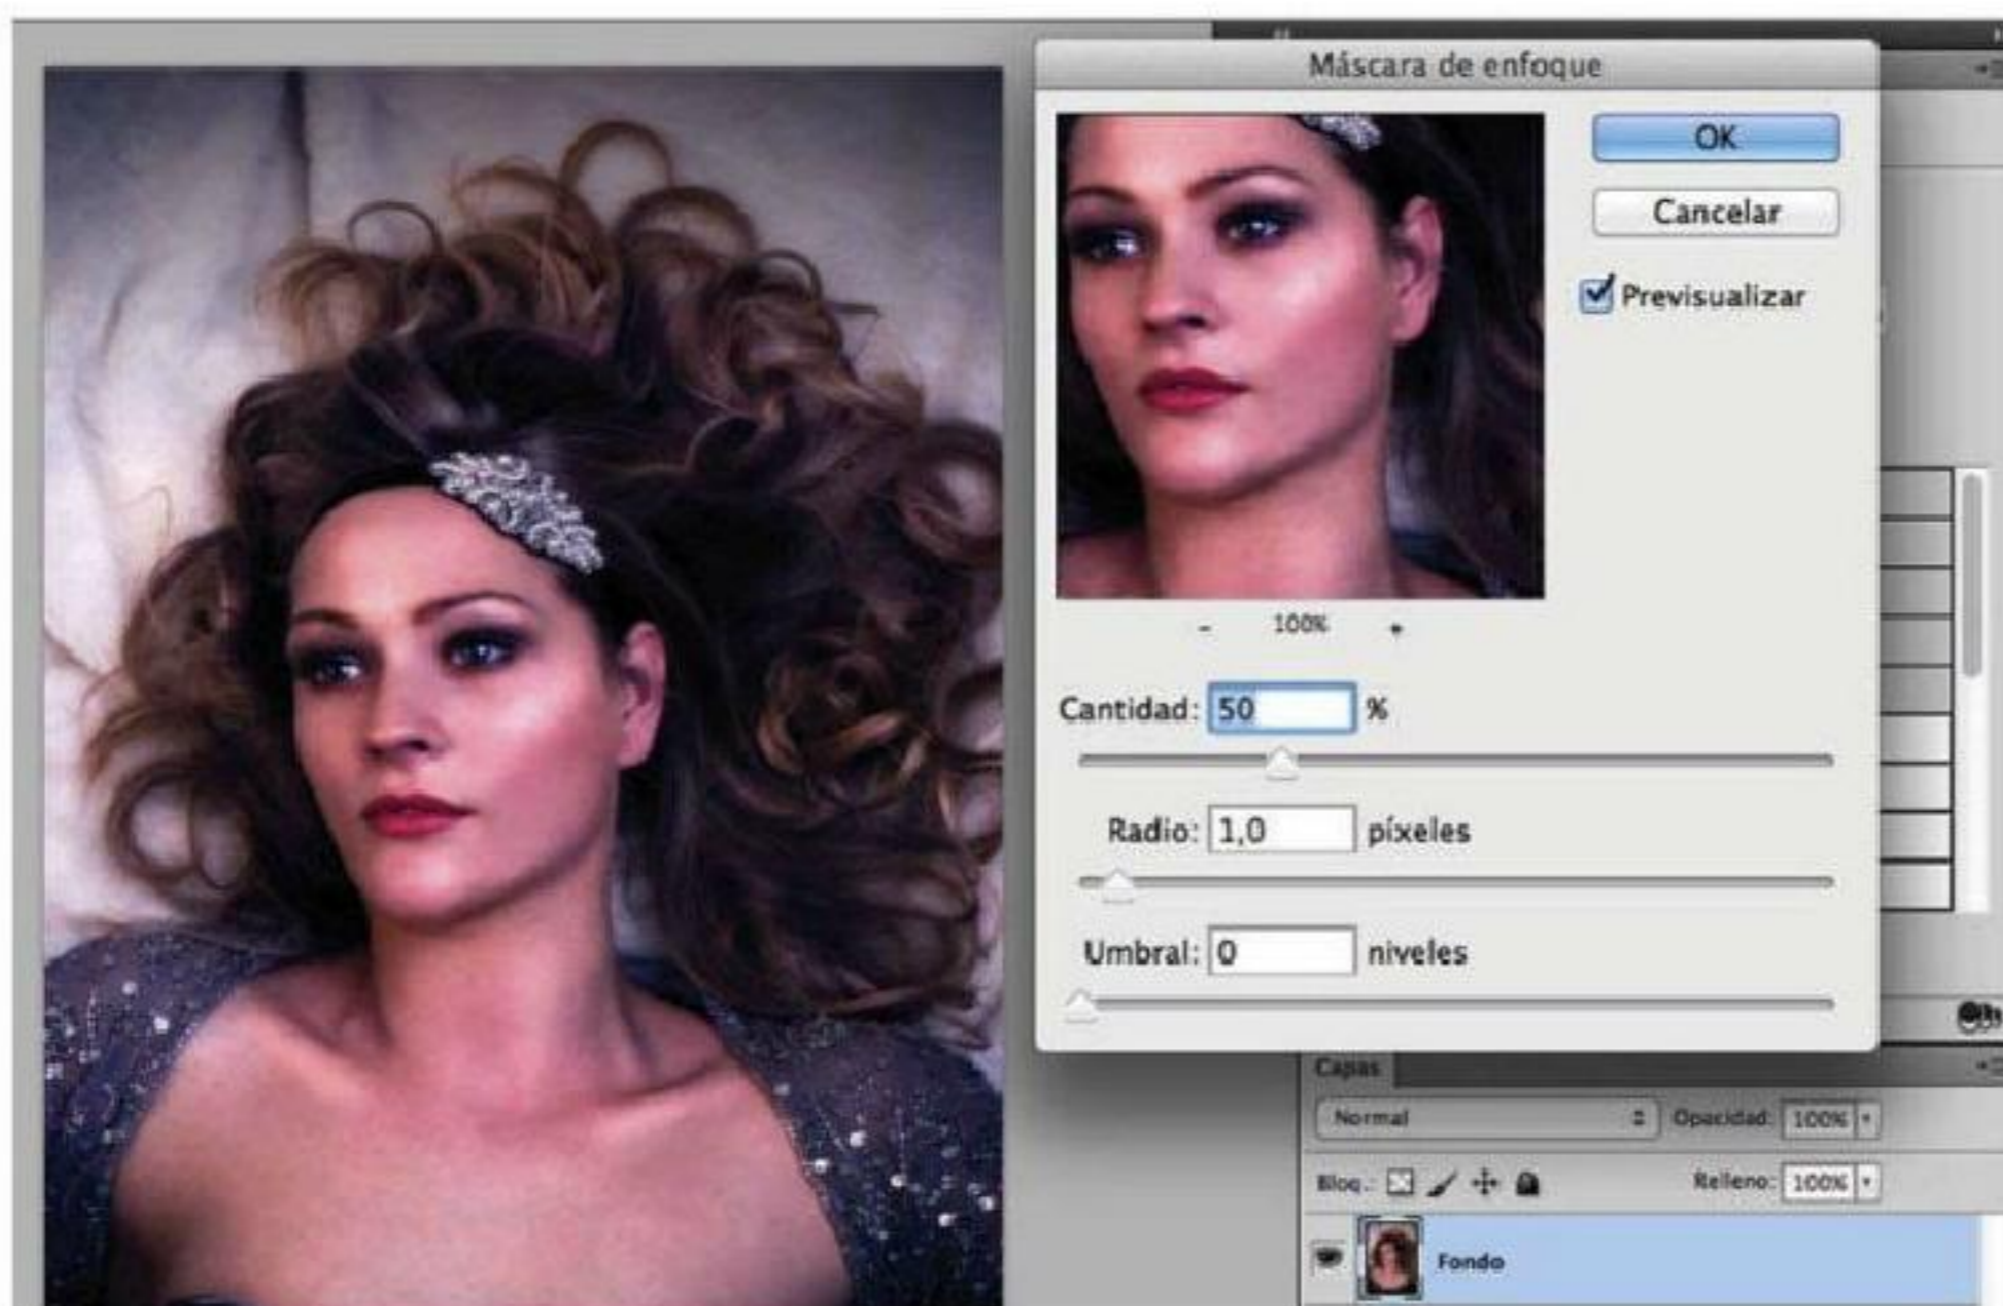 Máscara de enfoque
OK
Cancelar
Previsualizar
- 100% +
Cantidad: 50 %
Radio: 1,0 píxeles
Umbral: 0 niveles
Capas
Normal Opacidad: 100%
Bloq.: Relleno: 100%
Fondo